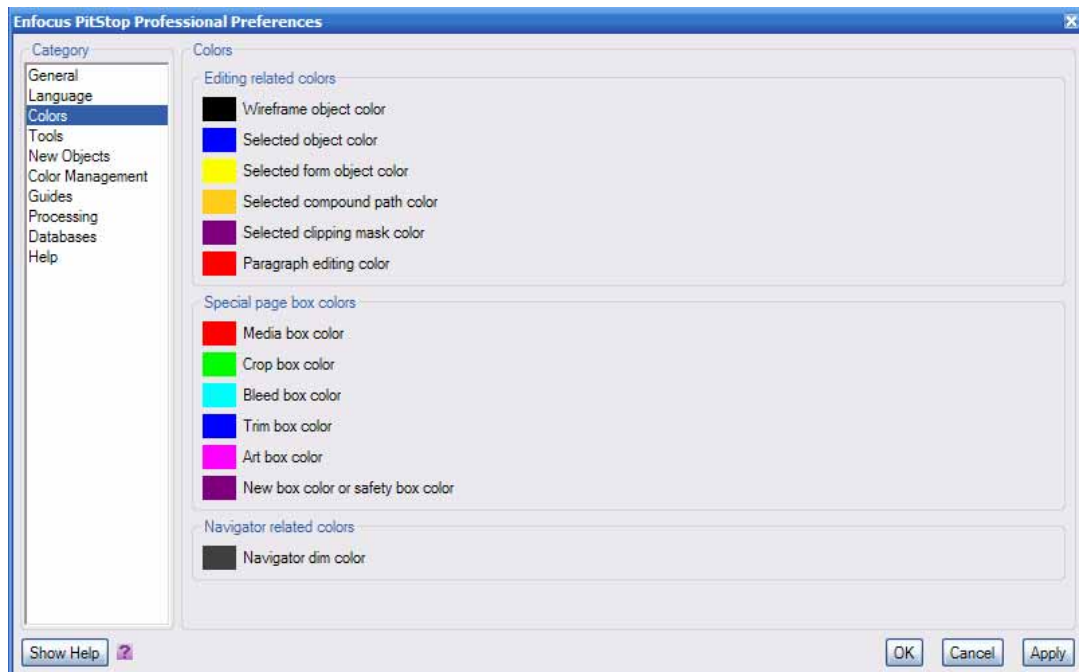 Enfocus PitStop Professional Preferences
Category
General
Language
Colors
Tools
New Objects
Color Management
Guides
Processing
Databases
Help
Colors
Editing related colors
Wireframe object color
Selected object color
Selected form object color
Selected compound path color
Selected clipping mask color
Paragraph editing color
Special page box colors
Media box color
Crop box color
Bleed box color
Trim box color
Art box color
New box color or safety box color
Navigator related colors
Navigator dim color
Show Help ?
OK Cancel Apply